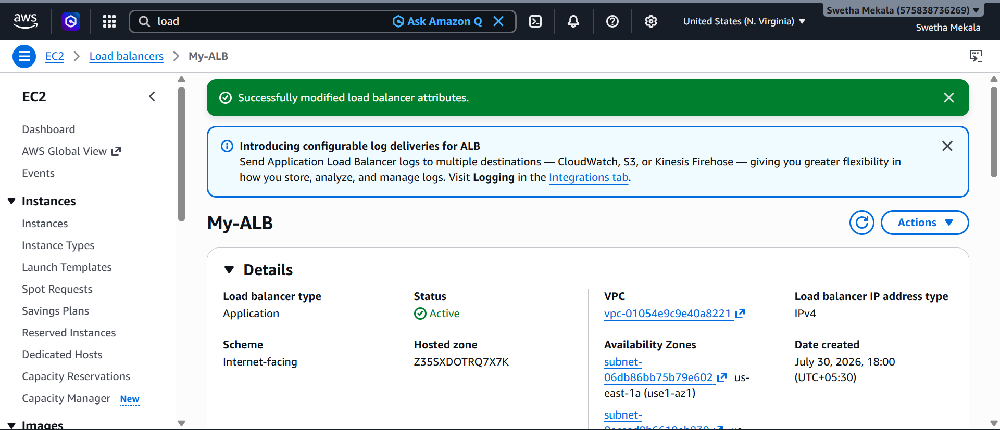 aws
load
Ask Amazon Q
United States (N. Virginia)
Swetha Mekala (575838736269)
Swetha Mekala
EC2
Load balancers
My-ALB
EC2
Dashboard
AWS Global View
Events
Instances
Instances
Instance Types
Launch Templates
Spot Requests
Savings Plans
Reserved Instances
Dedicated Hosts
Capacity Reservations
Capacity Manager New
Images
Successfully modified load balancer attributes.
Introducing configurable log deliveries for ALB
Send Application Load Balancer logs to multiple destinations — CloudWatch, S3, or Kinesis Firehose — giving you greater flexibility in
how you store, analyze, and manage logs. Visit Logging in the Integrations tab.
My-ALB
Actions
Details
Load balancer type
Application
Scheme
Internet-facing
Status
Active
Hosted zone
Z35SXDOTRQ7X7K
VPC
vpc-01054e9c9e40a8221
Availability Zones
subnet-
06db86bb75b79e602 us-
east-1a (use1-az1)
subnet-
Load balancer IP address type
IPv4
Date created
July 30, 2026, 18:00
(UTC+05:30)